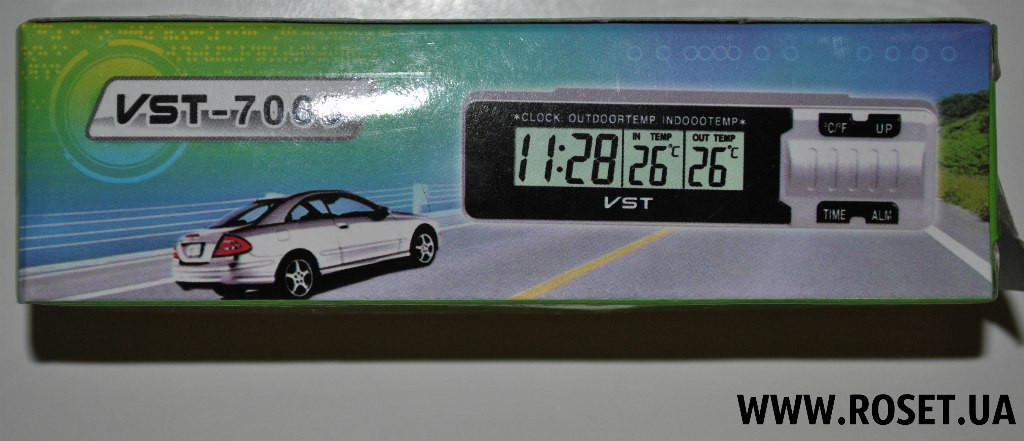 VST-706
*CLOCK: OUTDOORTEMP. INDOOOTEMP*
IN TEMP OUT TEMP
11:28 26°C 26°C
VST
°C/F UP
TIME ALM
WWW.ROSET.UA